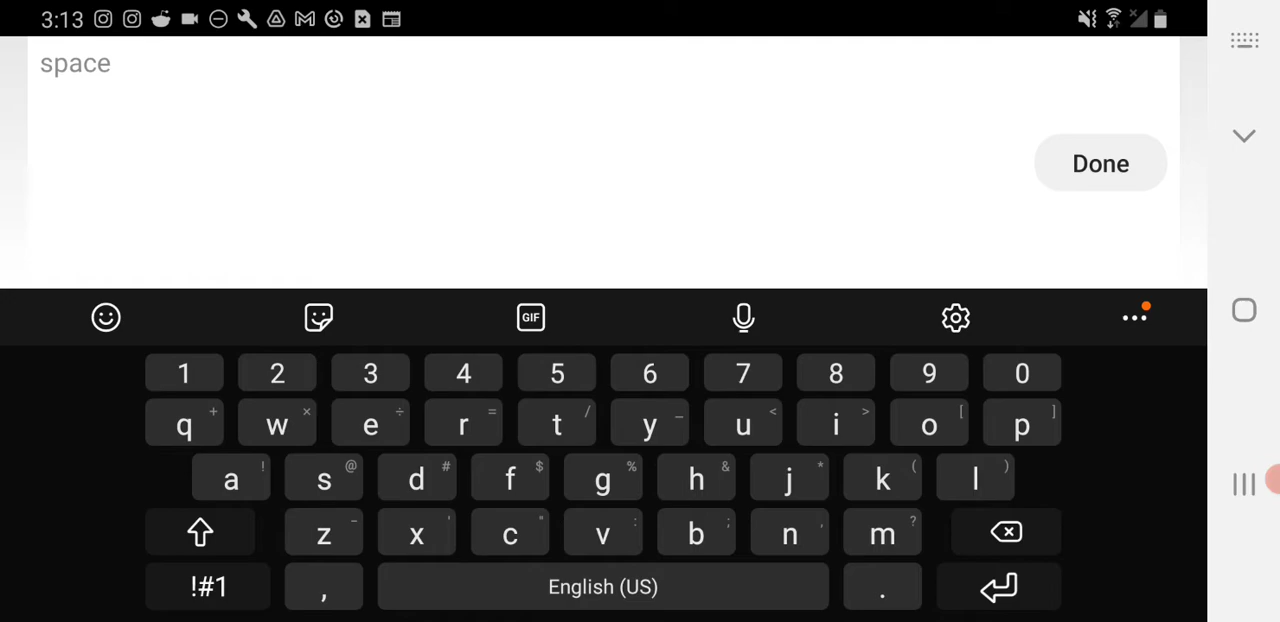 3:13
space
Done
GIF
1 2 3 4 5 6 7 8 9 0
q + w × e ÷ r = t / y _ u < i > o [ p ]
a ! s @ d # f $ g % h & j * k ( l )
z - x ' c " v : b ; n , m ?
!#1 , English (US) .